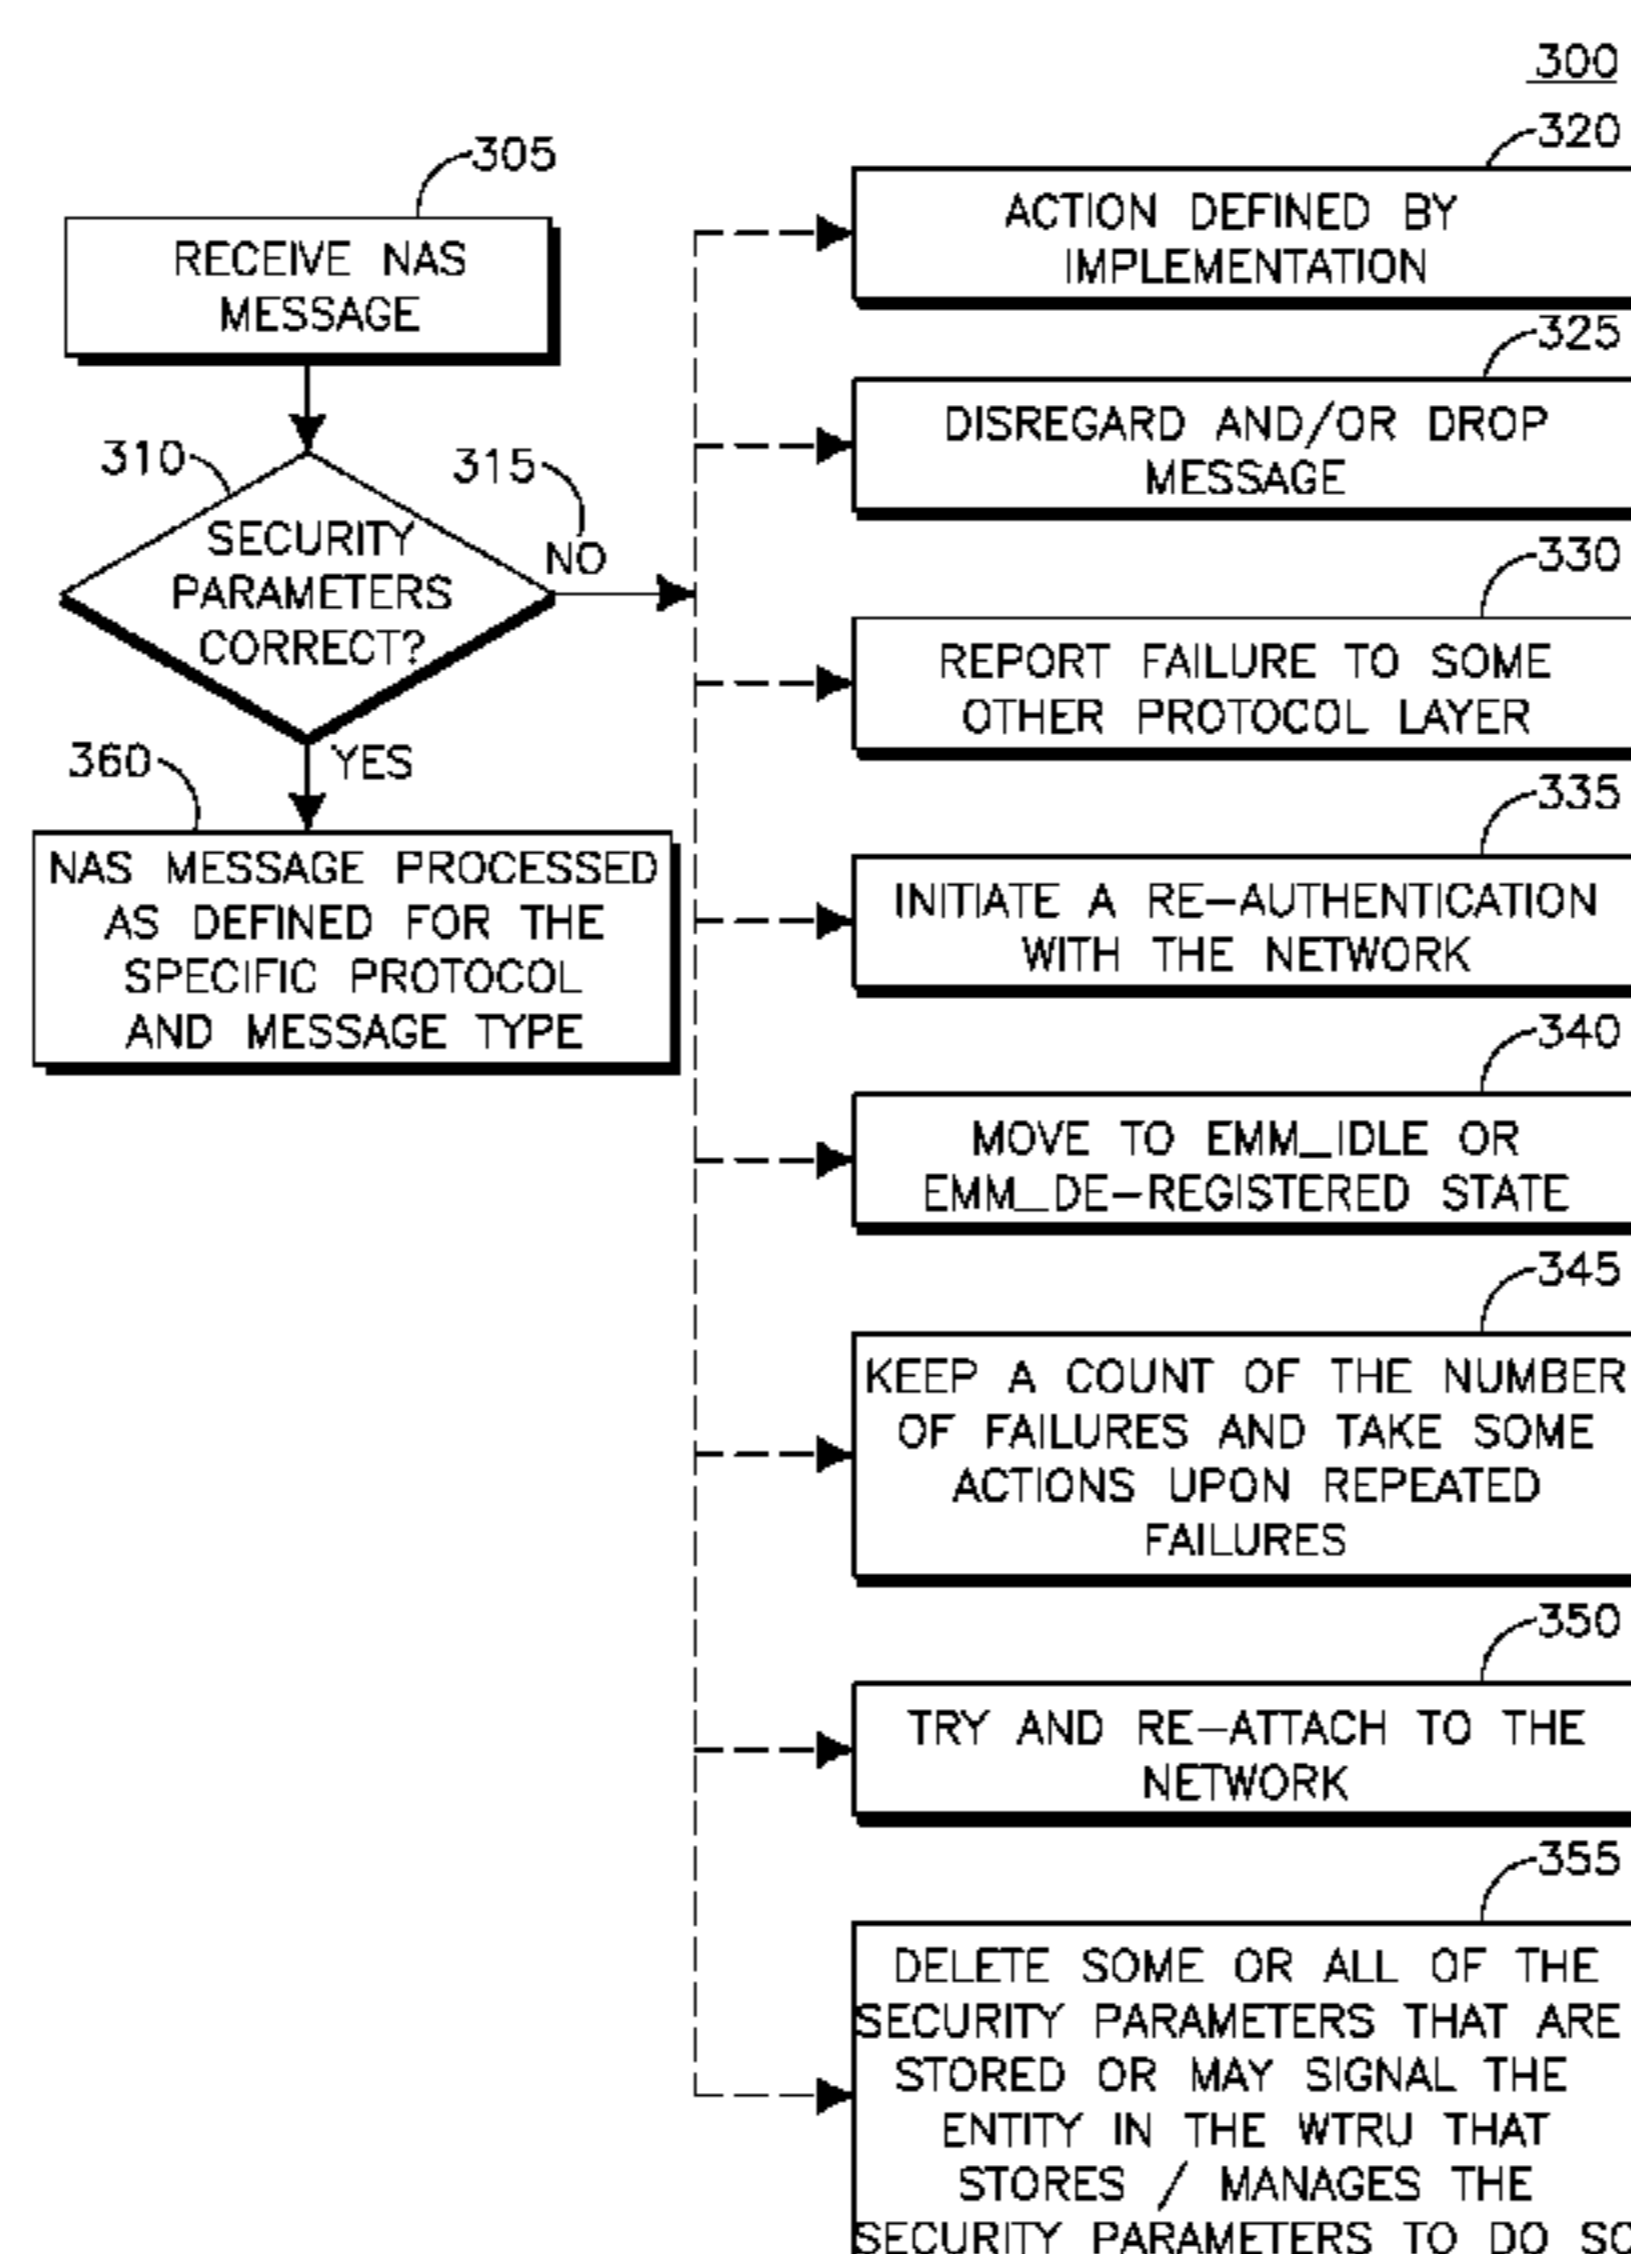 300
305
RECEIVE NAS
MESSAGE
310
SECURITY
PARAMETERS
CORRECT?
315
NO
YES
360
NAS MESSAGE PROCESSED
AS DEFINED FOR THE
SPECIFIC PROTOCOL
AND MESSAGE TYPE
320
ACTION DEFINED BY
IMPLEMENTATION
325
DISREGARD AND/OR DROP
MESSAGE
330
REPORT FAILURE TO SOME
OTHER PROTOCOL LAYER
335
INITIATE A RE-AUTHENTICATION
WITH THE NETWORK
340
MOVE TO EMM_IDLE OR
EMM_DE-REGISTERED STATE
345
KEEP A COUNT OF THE NUMBER
OF FAILURES AND TAKE SOME
ACTIONS UPON REPEATED
FAILURES
350
TRY AND RE-ATTACH TO THE
NETWORK
355
DELETE SOME OR ALL OF THE
SECURITY PARAMETERS THAT ARE
STORED OR MAY SIGNAL THE
ENTITY IN THE WTRU THAT
STORES / MANAGES THE
SECURITY PARAMETERS TO DO SO